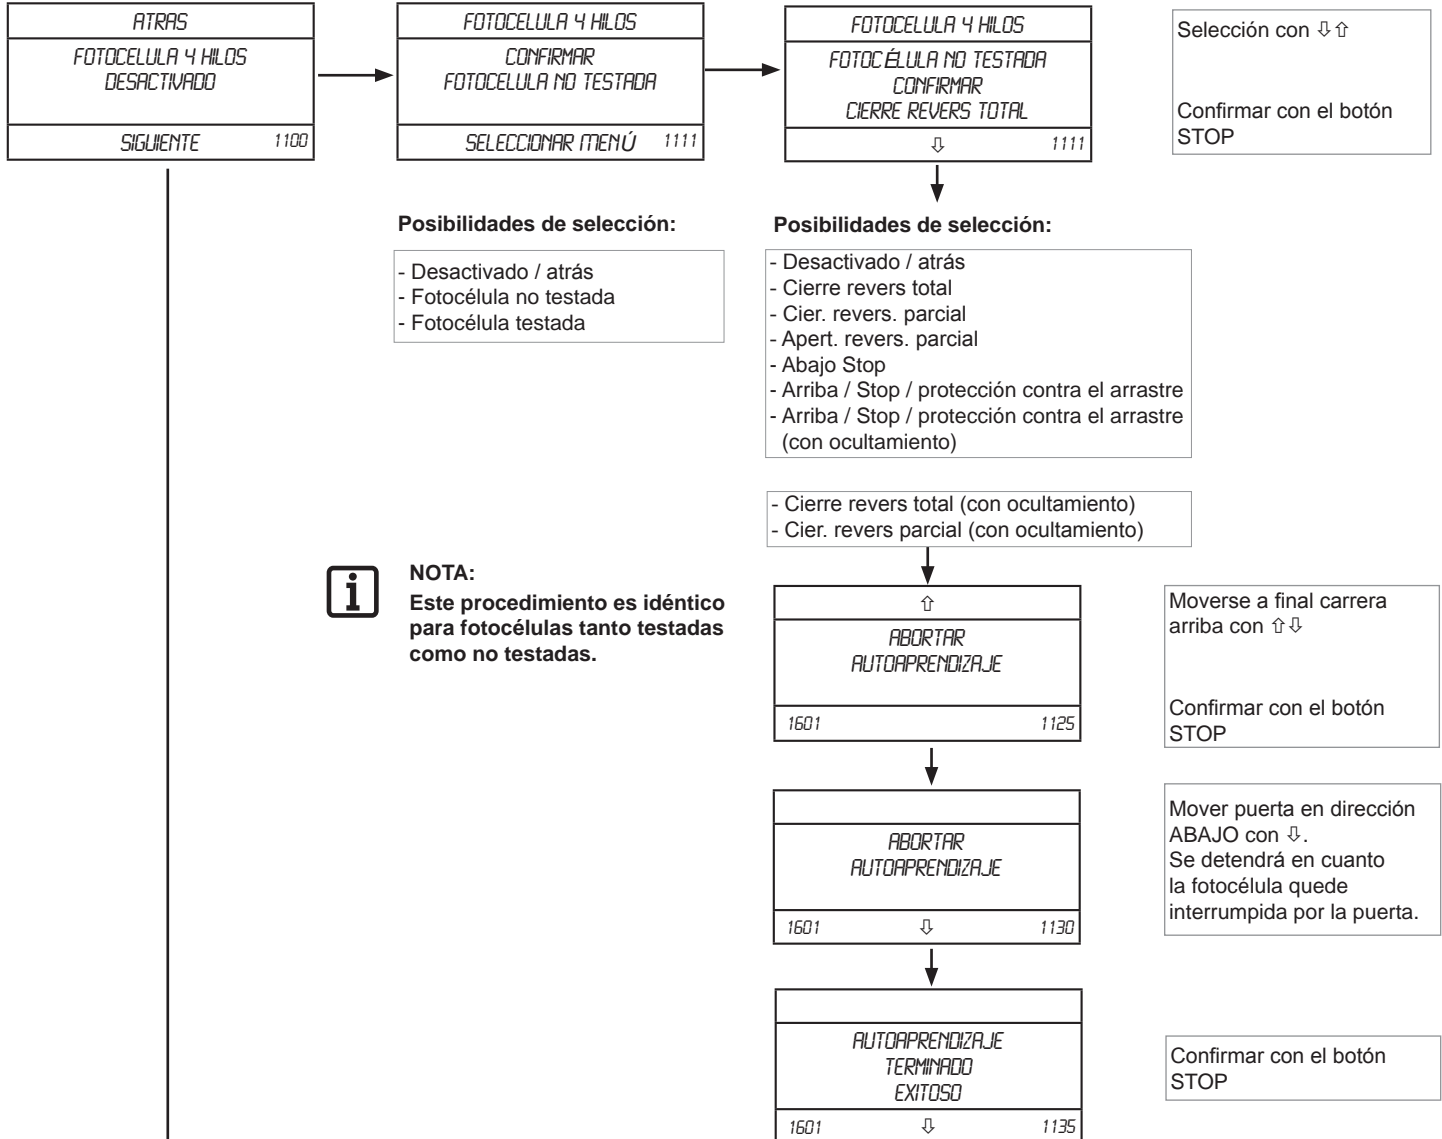 ATRAS
FOTOCELULA 4 HILOS
DESACTIVADO
SIGUIENTE 1100
FOTOCELULA 4 HILOS
CONFIRMAR
FOTOCELULA NO TESTADA
SELECCIONAR MENÚ 1111
FOTOCELULA 4 HILOS
FOTOCÉLULA NO TESTADA
CONFIRMAR
CIERRE REVERS TOTAL
⇩ 1111
Selección con ⇩⇧
Confirmar con el botón
STOP
Posibilidades de selección:
- Desactivado / atrás
- Fotocélula no testada
- Fotocélula testada
Posibilidades de selección:
- Desactivado / atrás
- Cierre revers total
- Cier. revers. parcial
- Apert. revers. parcial
- Abajo Stop
- Arriba / Stop / protección contra el arrastre
- Arriba / Stop / protección contra el arrastre
(con ocultamiento)
- Cierre revers total (con ocultamiento)
- Cier. revers parcial (con ocultamiento)
i
NOTA:
Este procedimiento es idéntico
para fotocélulas tanto testadas
como no testadas.
⇧
ABORTAR
AUTOAPRENDIZAJE
1601 1125
Moverse a final carrera
arriba con ⇧⇩
Confirmar con el botón
STOP
ABORTAR
AUTOAPRENDIZAJE
1601 ⇩ 1130
Mover puerta en dirección
ABAJO con ⇩.
Se detendrá en cuanto
la fotocélula quede
interrumpida por la puerta.
AUTOAPRENDIZAJE
TERMINADO
EXITOSO
1601 ⇩ 1135
Confirmar con el botón
STOP